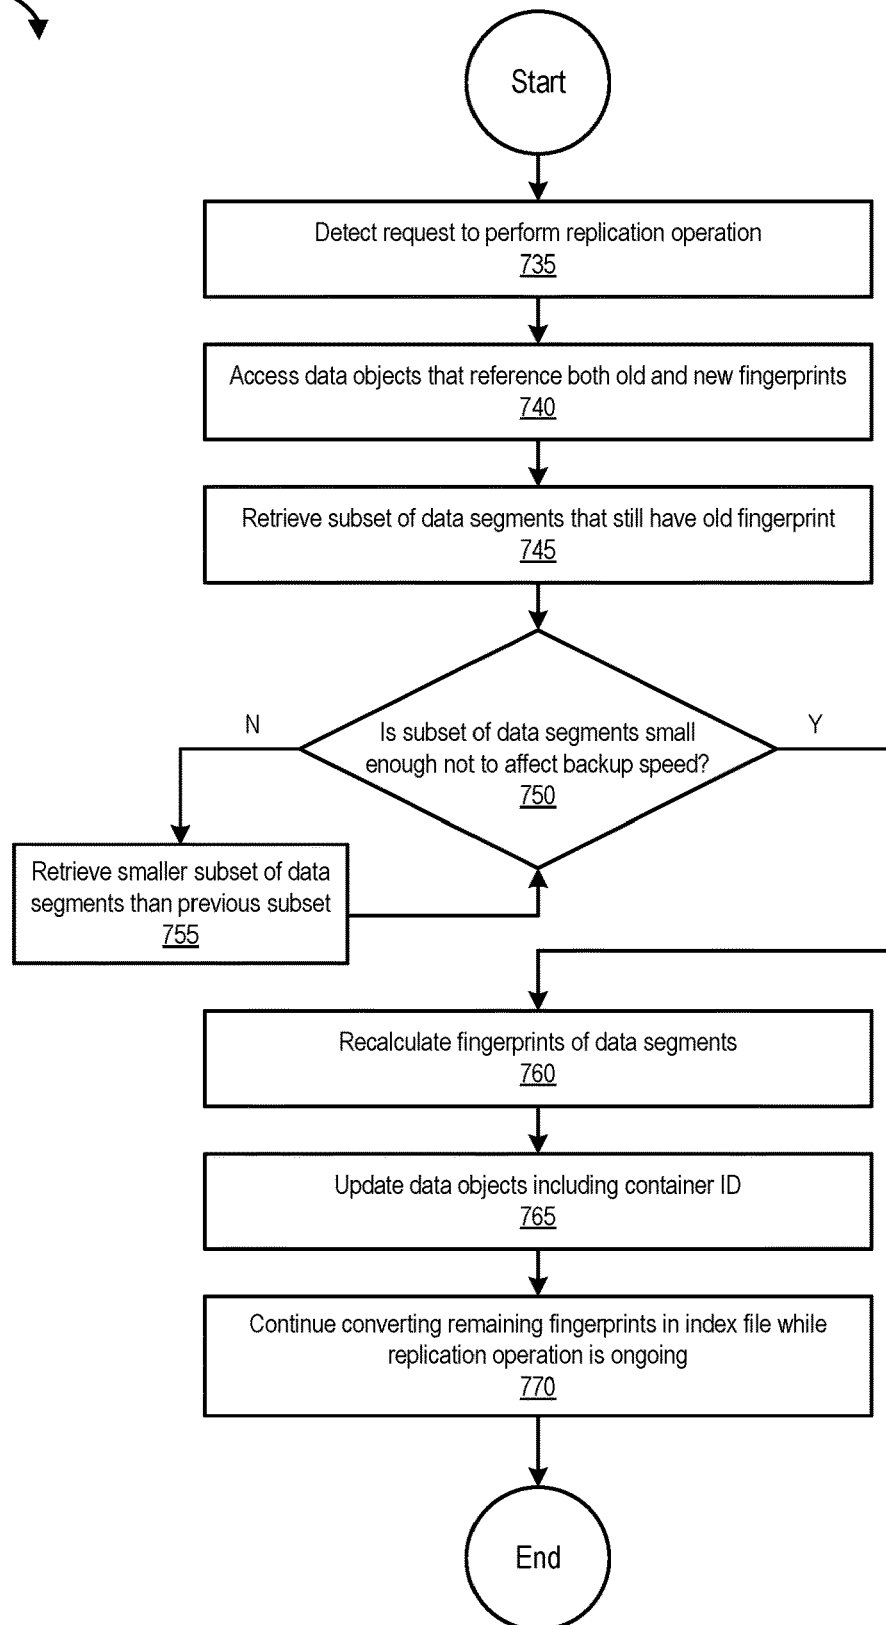 Start
Detect request to perform replication operation
735
Access data objects that reference both old and new fingerprints
740
Retrieve subset of data segments that still have old fingerprint
745
N
Y
Is subset of data segments small
enough not to affect backup speed?
750
Retrieve smaller subset of data
segments than previous subset
755
Recalculate fingerprints of data segments
760
Update data objects including container ID
765
Continue converting remaining fingerprints in index file while
replication operation is ongoing
770
End